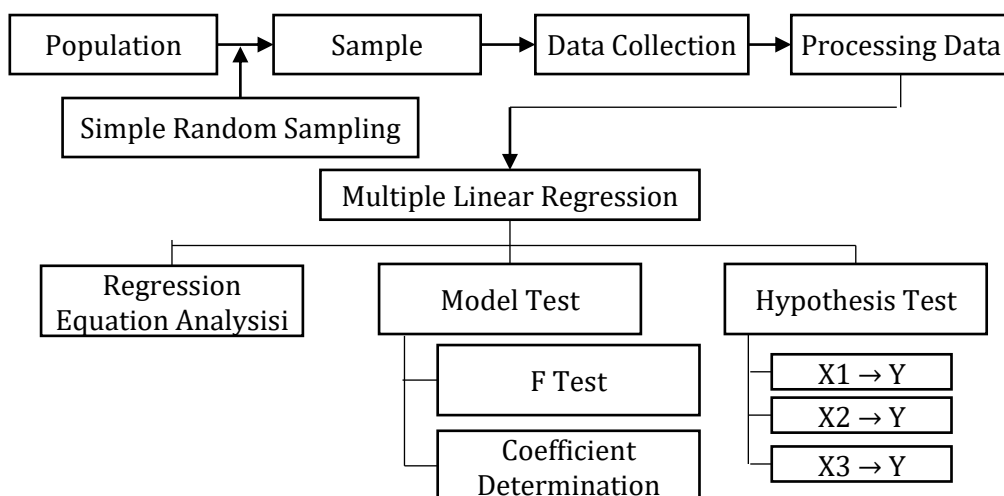 Population
Sample
Data Collection
Processing Data
Simple Random Sampling
Multiple Linear Regression
Regression
Equation Analysisi
Model Test
Hypothesis Test
F Test
Coefficient
Determination
X1 → Y
X2 → Y
X3 → Y